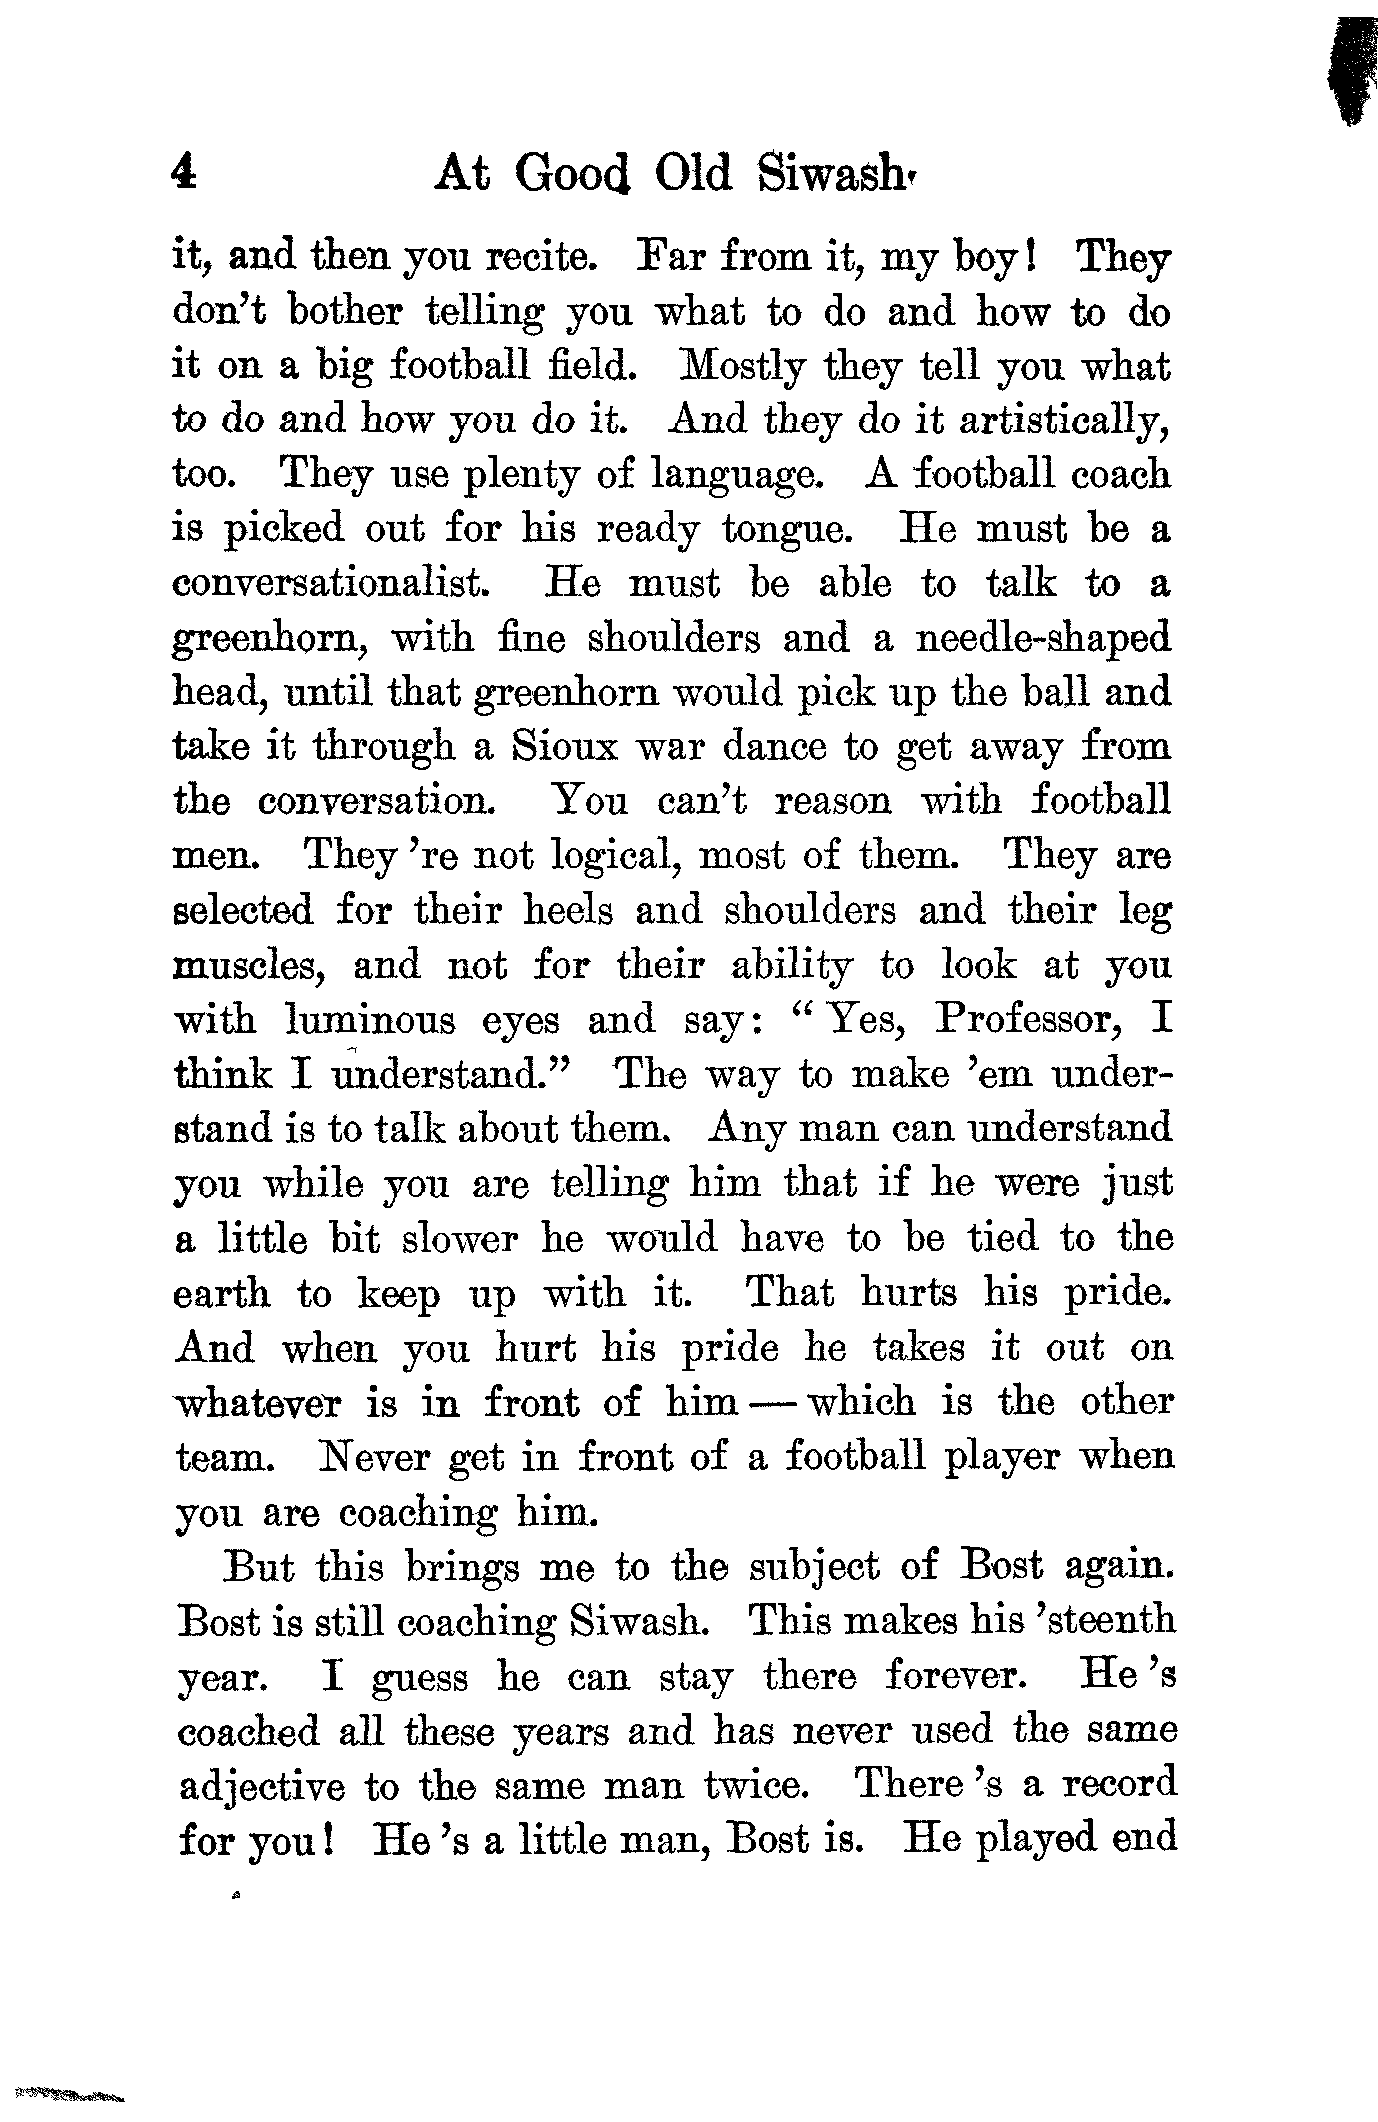 4 At Good Old Siwash
it, and then you recite. Far from it, my boy! They
don't bother telling you what to do and how to do
it on a big football field. Mostly they tell you what
to do and how you do it. And they do it artistically,
too. They use plenty of language. A football coach
is picked out for his ready tongue. He must be a
conversationalist. He must be able to talk to a
greenhorn, with fine shoulders and a needle-shaped
head, until that greenhorn would pick up the ball and
take it through a Sioux war dance to get away from
the conversation. You can't reason with football
men. They 're not logical, most of them. They are
selected for their heels and shoulders and their leg
muscles, and not for their ability to look at you
with luminous eyes and say: " Yes, Professor, I
think I understand." The way to make 'em under-
stand is to talk about them. Any man can understand
you while you are telling him that if he were just
a little bit slower he would have to be tied to the
earth to keep up with it. That hurts his pride.
And when you hurt his pride he takes it out on
whatever is in front of him — which is the other
team. Never get in front of a football player when
you are coaching him.
But this brings me to the subject of Bost again.
Bost is still coaching Siwash. This makes his 'steenth
year. I guess he can stay there forever. He 's
coached all these years and has never used the same
adjective to the same man twice. There 's a record
for you! He 's a little man, Bost is. He played end